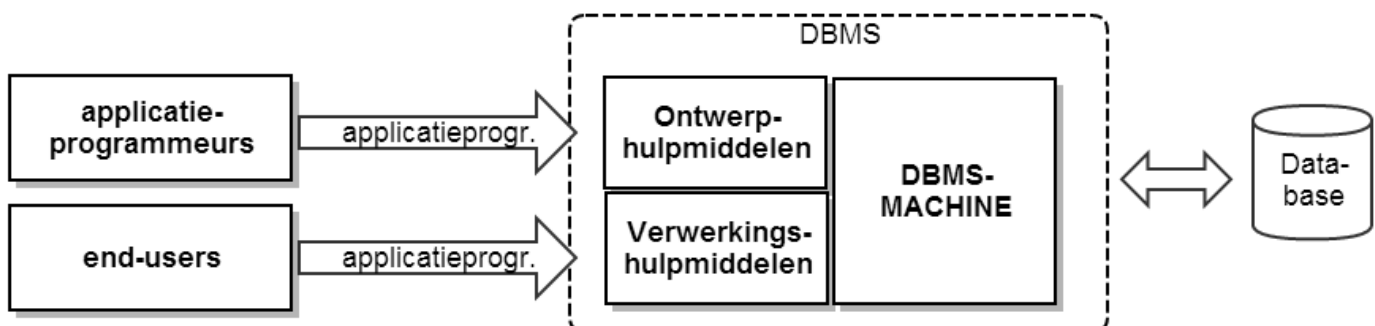 DBMS
applicatie-
programmeurs
applicatieprogr.
Ontwerp-
hulpmiddelen
DBMS-
MACHINE
Data-
base
end-users
applicatieprogr.
Verwerkings-
hulpmiddelen